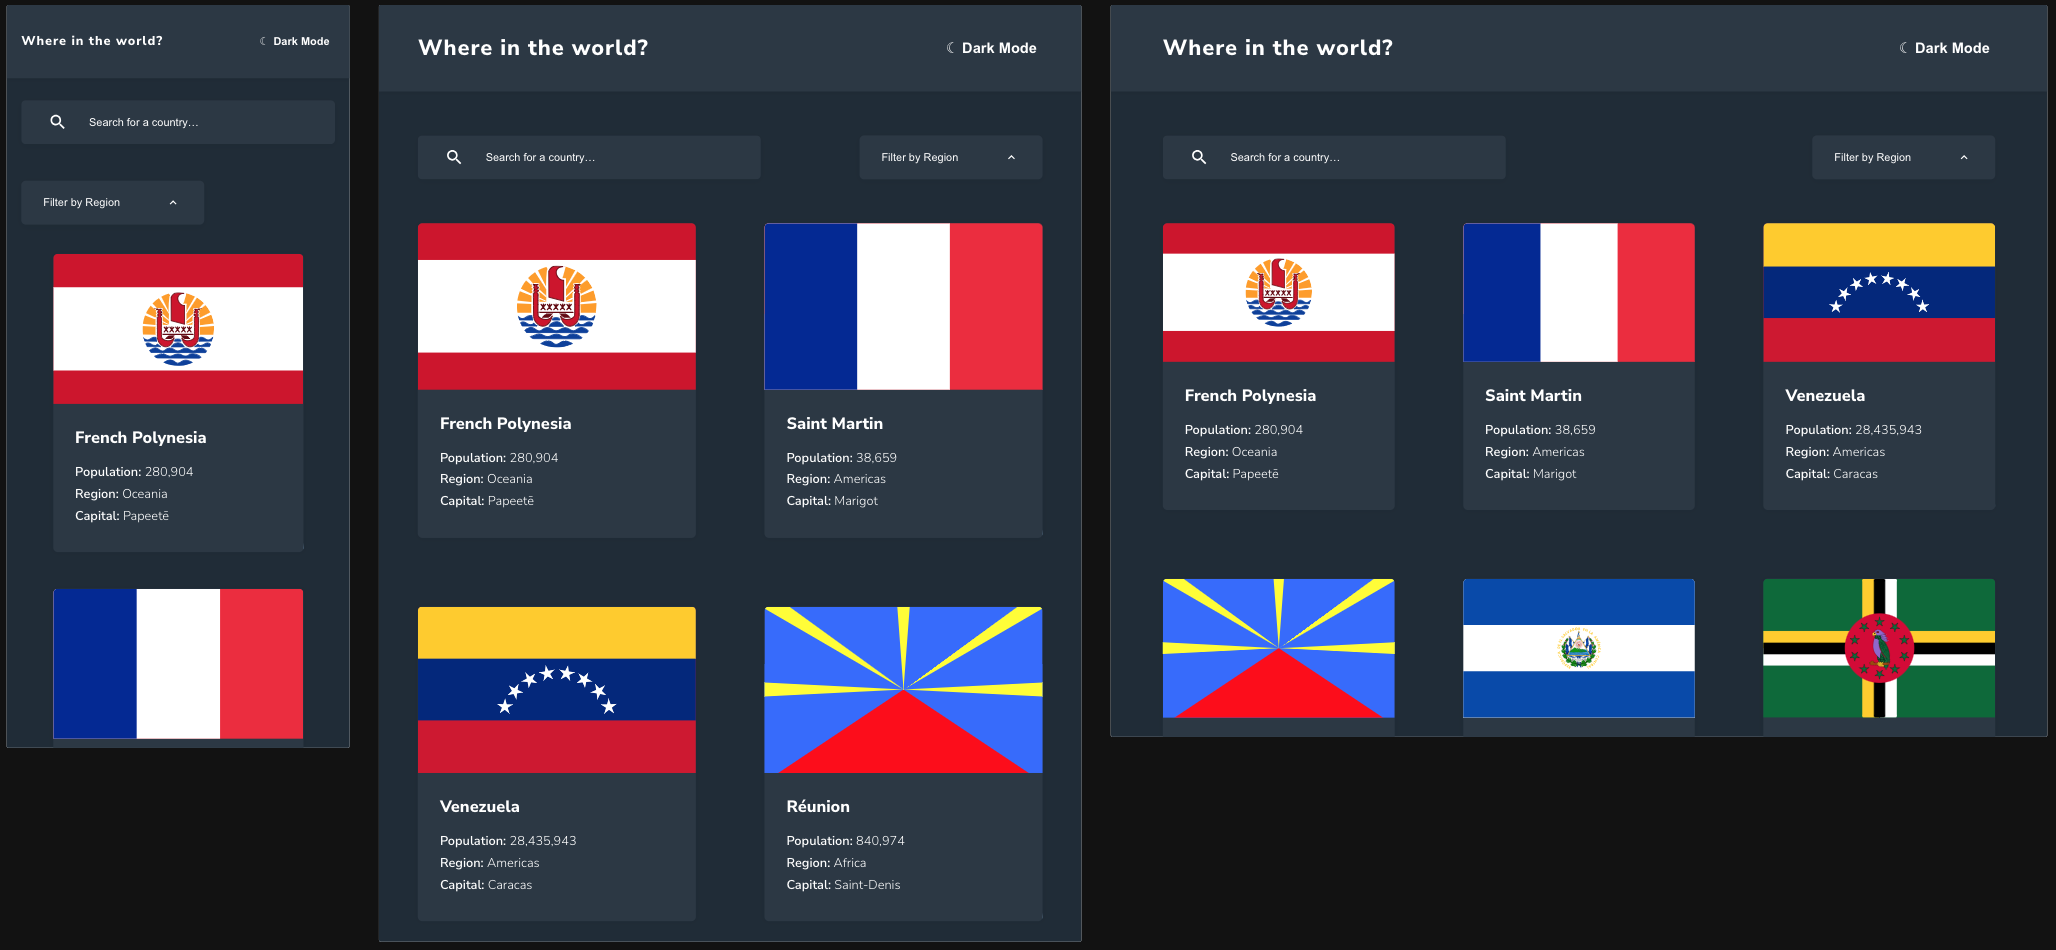 Where in the world?
☾ Dark Mode
Search for a country...
Filter by Region
French Polynesia
Population: 280,904
Region: Oceania
Capital: Papeetē
Where in the world?
☾ Dark Mode
Search for a country...
Filter by Region
French Polynesia
Population: 280,904
Region: Oceania
Capital: Papeetē
Saint Martin
Population: 38,659
Region: Americas
Capital: Marigot
Venezuela
Population: 28,435,943
Region: Americas
Capital: Caracas
Réunion
Population: 840,974
Region: Africa
Capital: Saint-Denis
Where in the world?
☾ Dark Mode
Search for a country...
Filter by Region
French Polynesia
Population: 280,904
Region: Oceania
Capital: Papeetē
Saint Martin
Population: 38,659
Region: Americas
Capital: Marigot
Venezuela
Population: 28,435,943
Region: Americas
Capital: Caracas